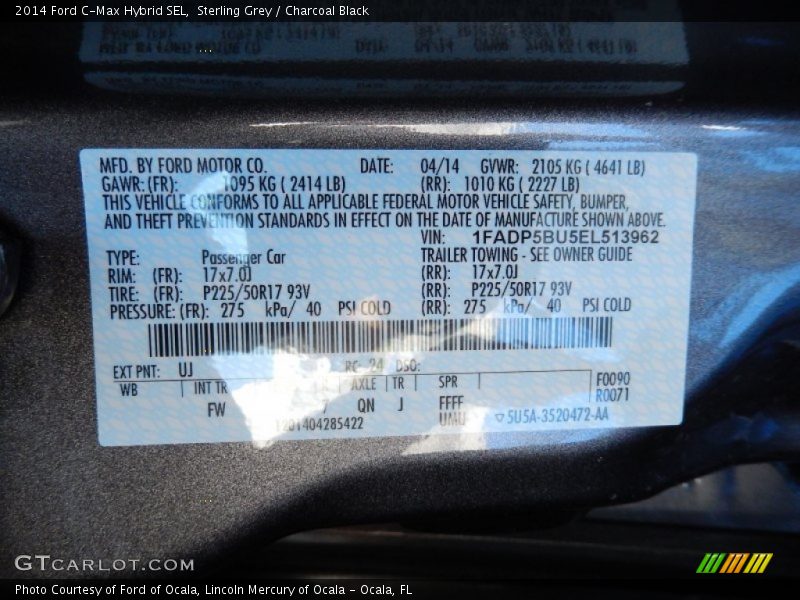 2014 Ford C-Max Hybrid SEL, Sterling Grey / Charcoal Black
MFD. BY FORD MOTOR CO. DATE: 04/14 GVWR: 2105 KG ( 4641 LB)
GAWR:(FR): 1095 KG ( 2414 LB) (RR): 1010 KG ( 2227 LB)
THIS VEHICLE CONFORMS TO ALL APPLICABLE FEDERAL MOTOR VEHICLE SAFETY, BUMPER,
AND THEFT PREVENTION STANDARDS IN EFFECT ON THE DATE OF MANUFACTURE SHOWN ABOVE.
VIN: 1FADP5BU5EL513962
TYPE: Passenger Car TRAILER TOWING - SEE OWNER GUIDE
RIM: (FR): 17x7.0J (RR): 17x7.0J
TIRE: (FR): P225/50R17 93V (RR): P225/50R17 93V
PRESSURE: (FR): 275 kPa/ 40 PSI COLD (RR): 275 kPa/ 40 PSI COLD
EXT PNT: UJ RC: 24 DSO:
WB INT TR R AXLE TR SPR F0090
R0071
FW 7 QN J FFFF
1201404285422 UMU ▽5U5A-3520472-AA
GTCARLOT.COM
Photo Courtesy of Ford of Ocala, Lincoln Mercury of Ocala - Ocala, FL